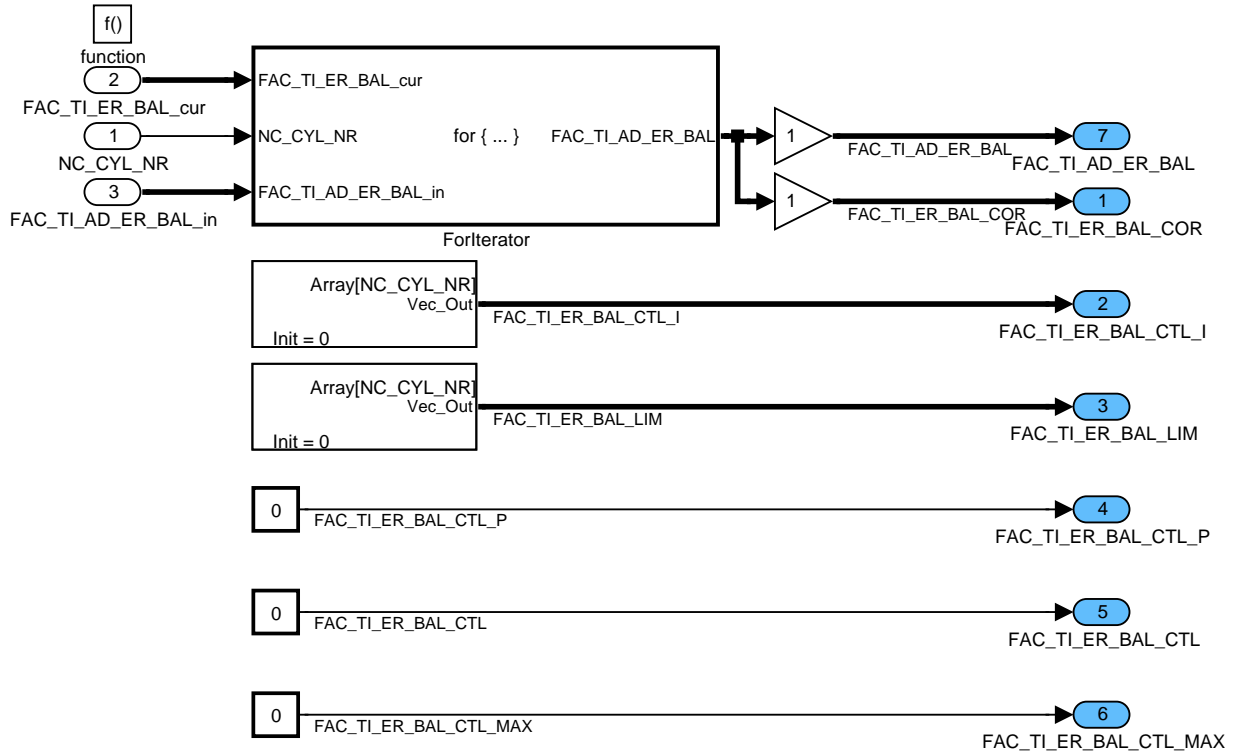 f()
function
2
FAC_TI_ER_BAL_cur
1
NC_CYL_NR
3
FAC_TI_AD_ER_BAL_in
FAC_TI_ER_BAL_cur
NC_CYL_NR
for { ... }
FAC_TI_AD_ER_BAL
FAC_TI_AD_ER_BAL_in
ForIterator
1
FAC_TI_AD_ER_BAL
7
FAC_TI_AD_ER_BAL
1
FAC_TI_ER_BAL_COR
1
FAC_TI_ER_BAL_COR
Array[NC_CYL_NR]
Vec_Out
Init = 0
FAC_TI_ER_BAL_CTL_I
2
FAC_TI_ER_BAL_CTL_I
Array[NC_CYL_NR]
Vec_Out
Init = 0
FAC_TI_ER_BAL_LIM
3
FAC_TI_ER_BAL_LIM
0
FAC_TI_ER_BAL_CTL_P
4
FAC_TI_ER_BAL_CTL_P
0
FAC_TI_ER_BAL_CTL
5
FAC_TI_ER_BAL_CTL
0
FAC_TI_ER_BAL_CTL_MAX
6
FAC_TI_ER_BAL_CTL_MAX